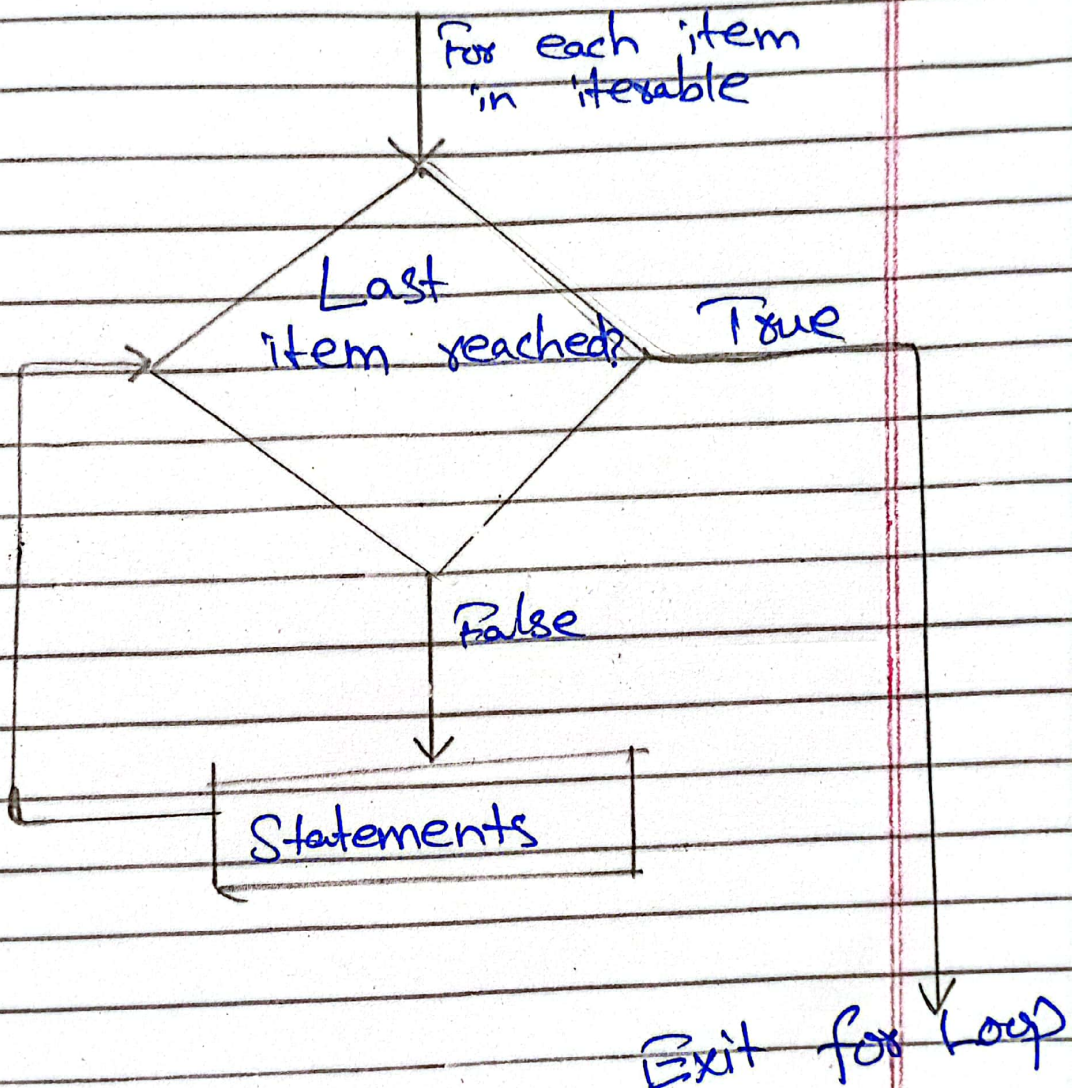 For each item
in iterable
Last
item reached?
True
False
Statements
Exit for Loop